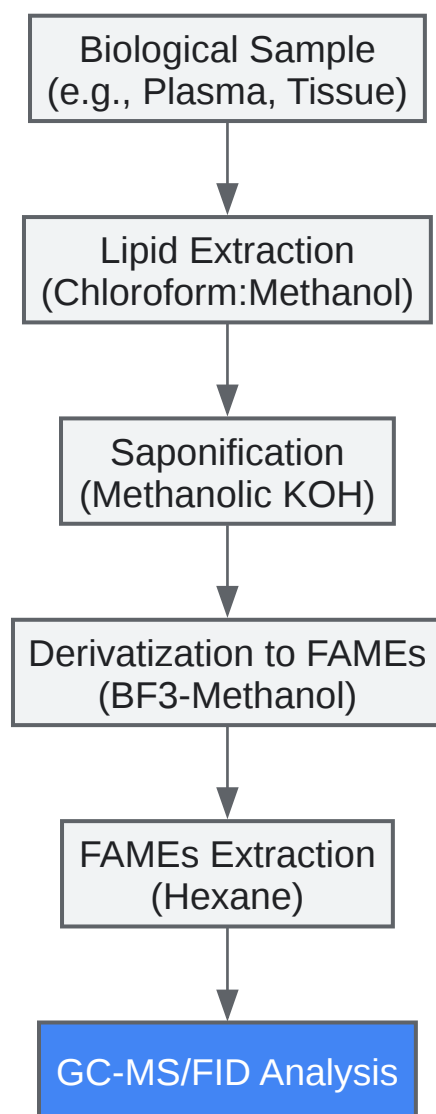 Biological Sample
(e.g., Plasma, Tissue)
Lipid Extraction
(Chloroform:Methanol)
Saponification
(Methanolic KOH)
Derivatization to FAMEs
(BF3-Methanol)
FAMEs Extraction
(Hexane)
GC-MS/FID Analysis